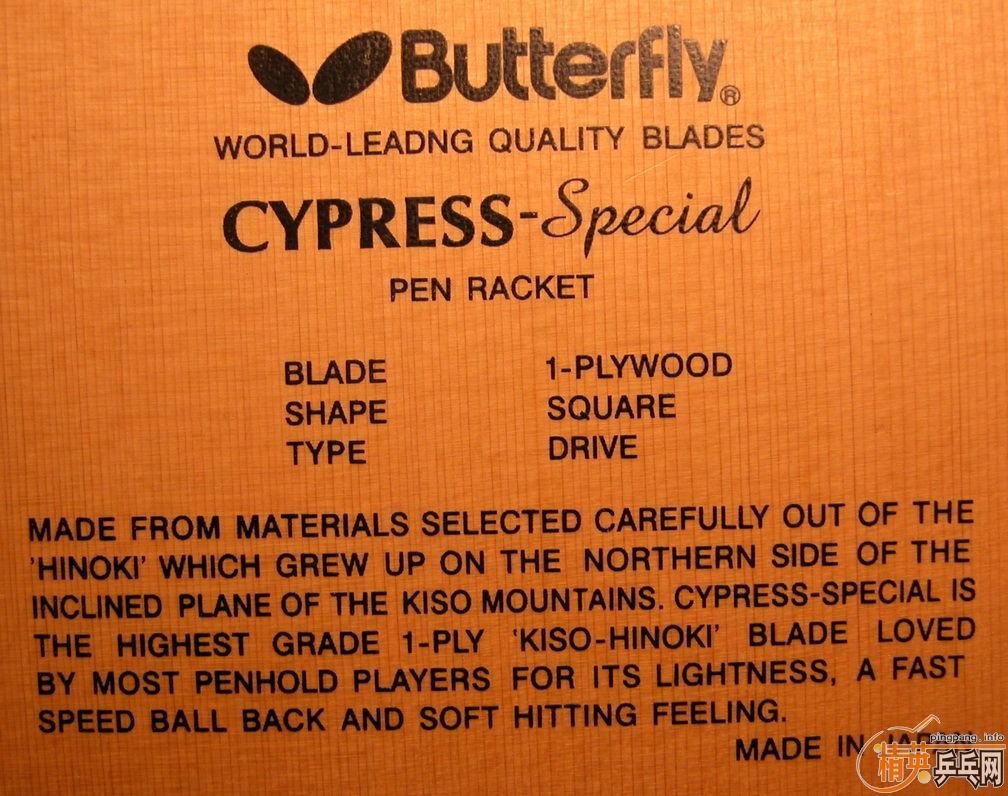 Butterfly®
WORLD-LEADNG QUALITY BLADES
CYPRESS-Special
PEN RACKET
BLADE 1-PLYWOOD
SHAPE SQUARE
TYPE DRIVE
MADE FROM MATERIALS SELECTED CAREFULLY OUT OF THE
'HINOKI' WHICH GREW UP ON THE NORTHERN SIDE OF THE
INCLINED PLANE OF THE KISO MOUNTAINS. CYPRESS-SPECIAL IS
THE HIGHEST GRADE 1-PLY 'KISO-HINOKI' BLADE LOVED
BY MOST PENHOLD PLAYERS FOR ITS LIGHTNESS, A FAST
SPEED BALL BACK AND SOFT HITTING FEELING.
MADE IN JAPAN
pingpang.info
精英乒乓网